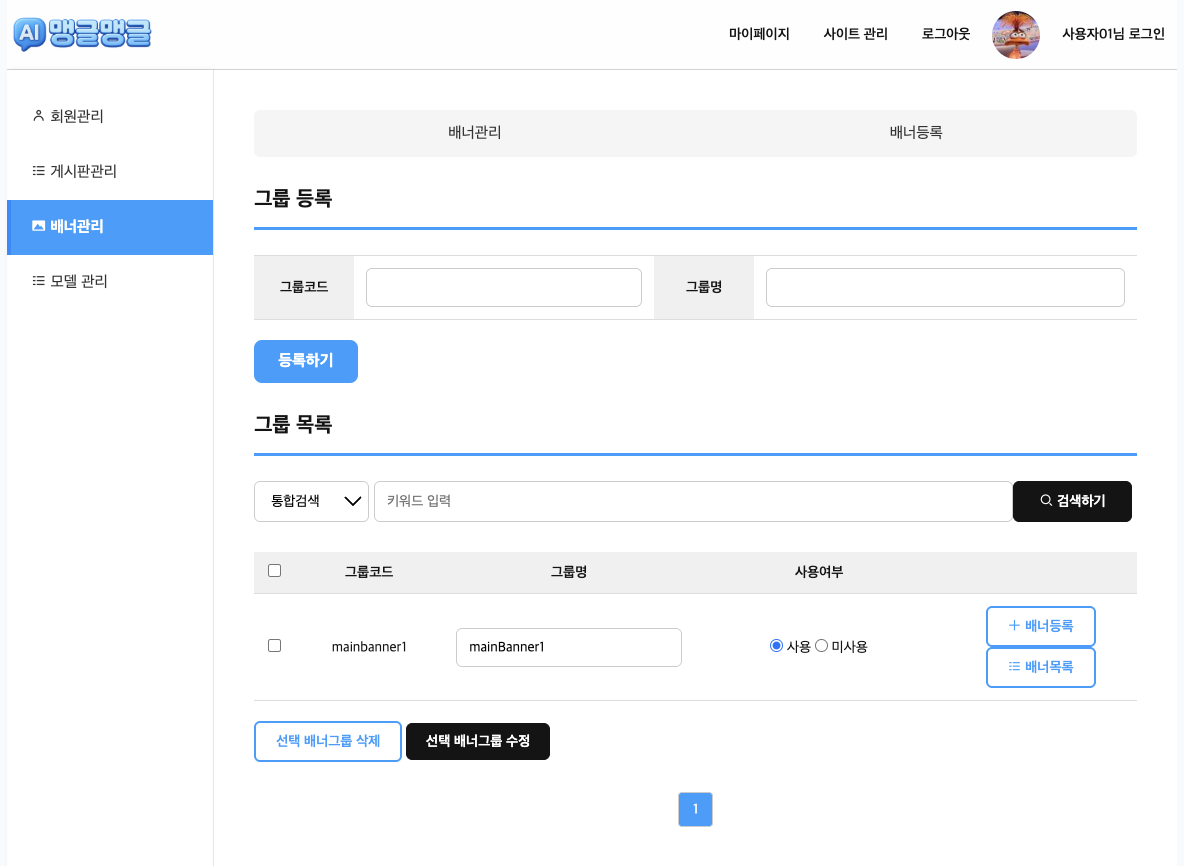 AI 맹글맹글
마이페이지 사이트 관리 로그아웃 사용자01님 로그인
회원관리
게시판관리
배너관리
모델 관리
배너관리 배너등록
그룹 등록
그룹코드 그룹명
등록하기
그룹 목록
통합검색 키워드 입력 검색하기
그룹코드 그룹명 사용여부
mainbanner1 mainBanner1 사용 미사용
배너등록
배너목록
선택 배너그룹 삭제 선택 배너그룹 수정
1